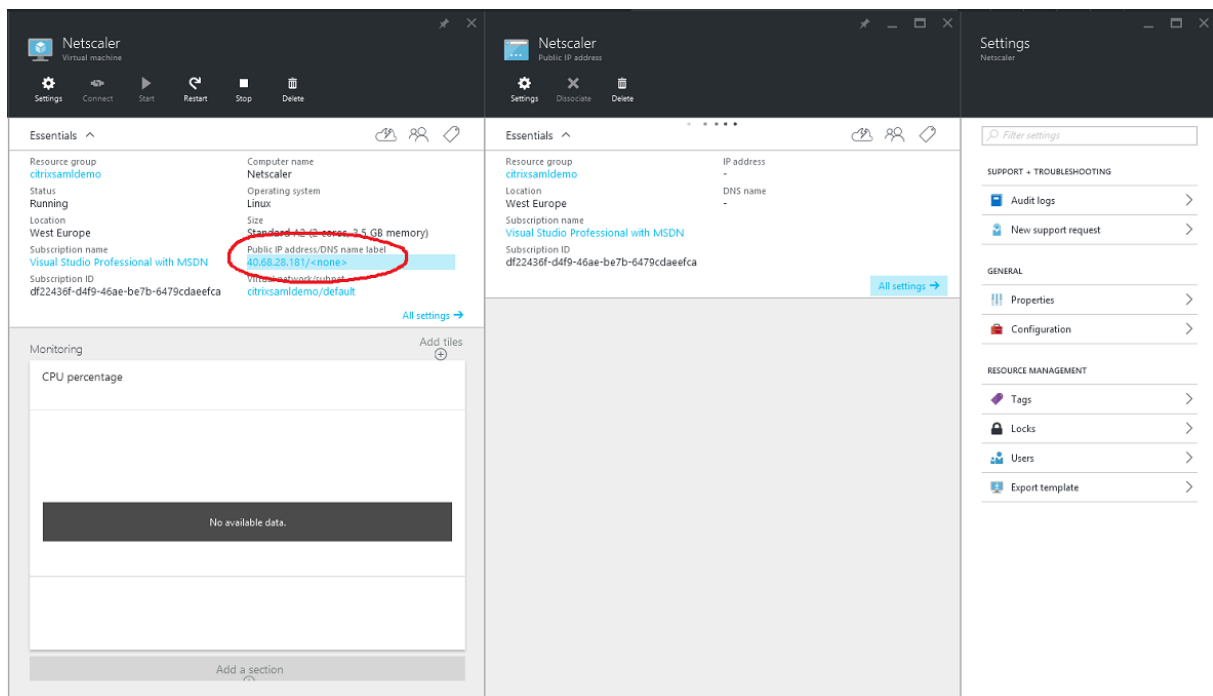 Netscaler
Virtual machine
Settings Connect Start Restart Stop Delete
Essentials
Resource group
citrixsamldemo
Status
Running
Location
West Europe
Subscription name
Visual Studio Professional with MSDN
Subscription ID
df22436f-d4f9-46ae-be7b-6479cdaeefca
Computer name
Netscaler
Operating system
Linux
Size
Standard A2 (2 cores, 3.5 GB memory)
Public IP address/DNS name label
40.68.28.181/<none>
Virtual network/subnet
citrixsamldemo/default
All settings
Monitoring
Add tiles
CPU percentage
No available data.
Add a section
Netscaler
Public IP address
Settings Dissociate Delete
Essentials
Resource group
citrixsamldemo
Location
West Europe
Subscription name
Visual Studio Professional with MSDN
Subscription ID
df22436f-d4f9-46ae-be7b-6479cdaeefca
IP address
-
DNS name
-
All settings
Settings
Netscaler
Filter settings
SUPPORT + TROUBLESHOOTING
Audit logs
New support request
GENERAL
Properties
Configuration
RESOURCE MANAGEMENT
Tags
Locks
Users
Export template